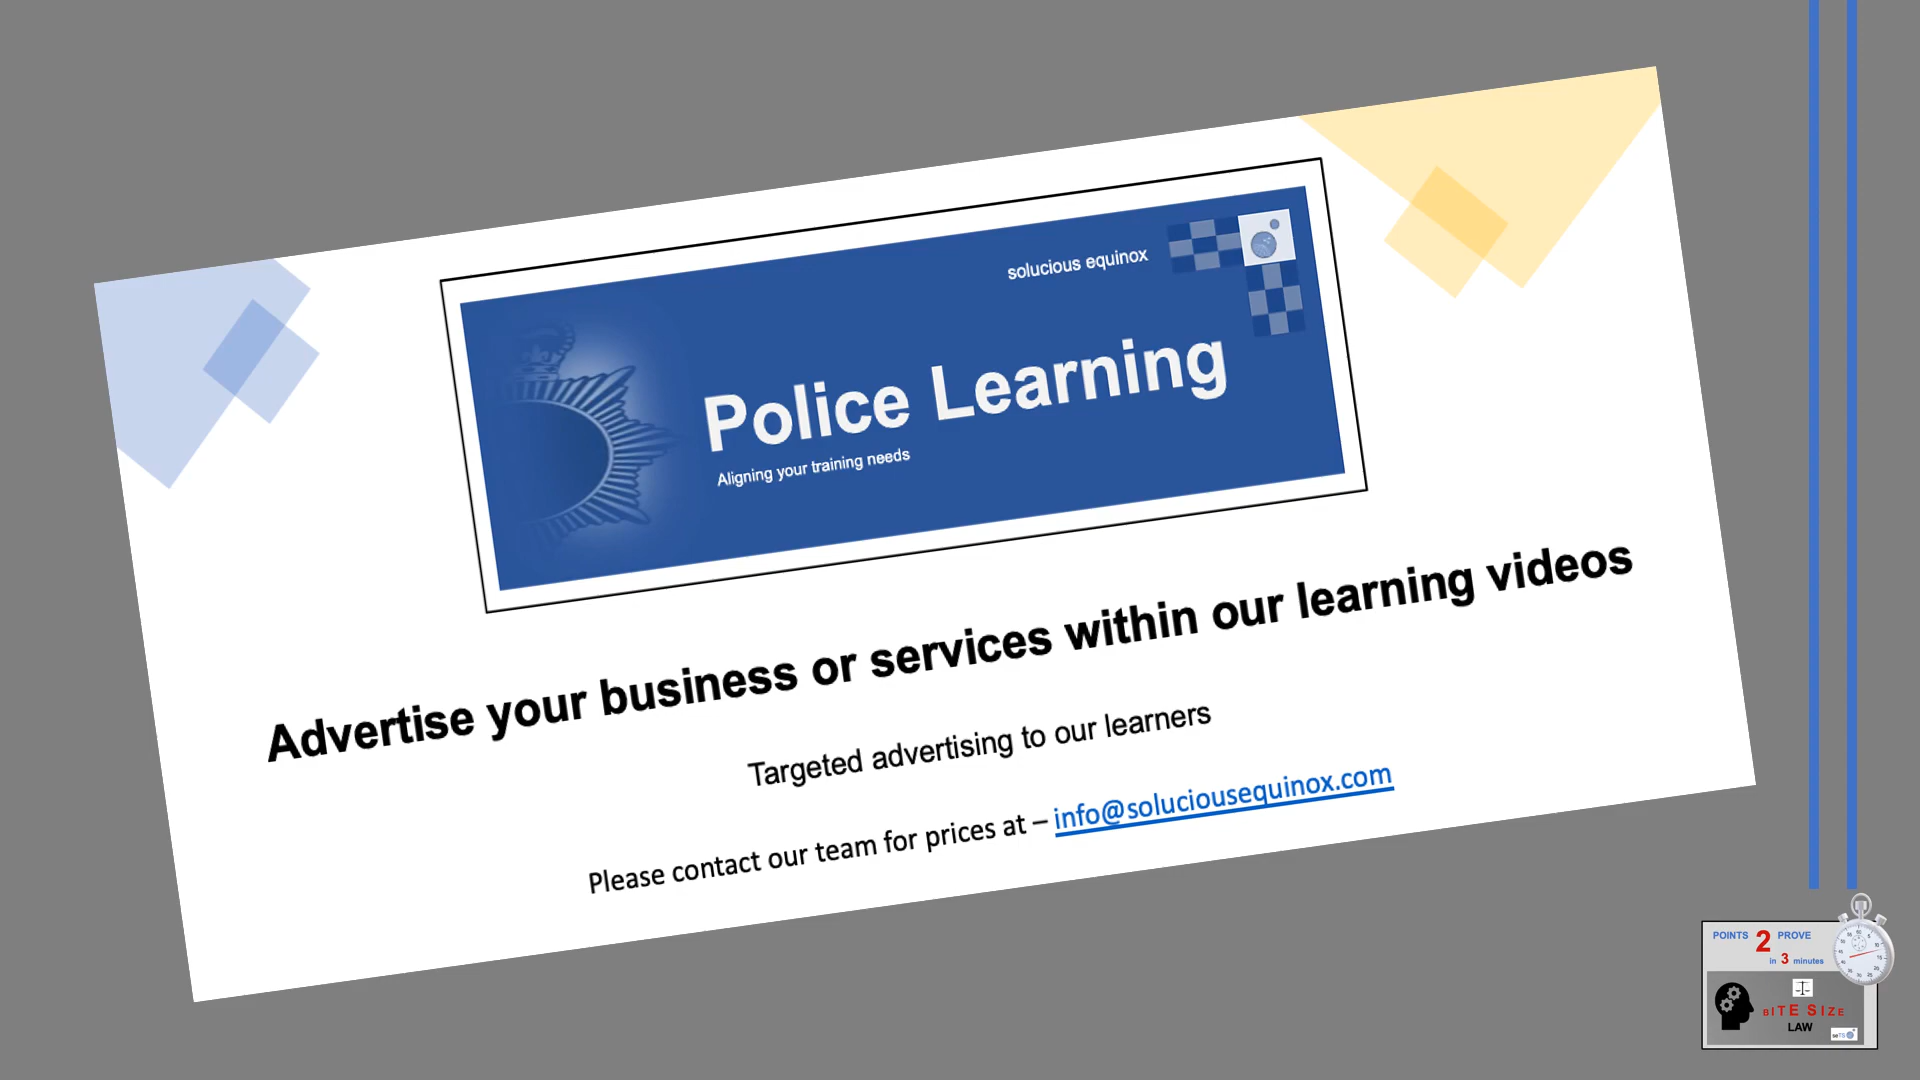 solucious equinox
Police Learning
Aligning your training needs
Advertise your business or services within our learning videos
Targeted advertising to our learners
Please contact our team for prices at – info@soluciousequinox.com
POINTS 2 PROVE
in 3 minutes
BITE SIZE
LAW